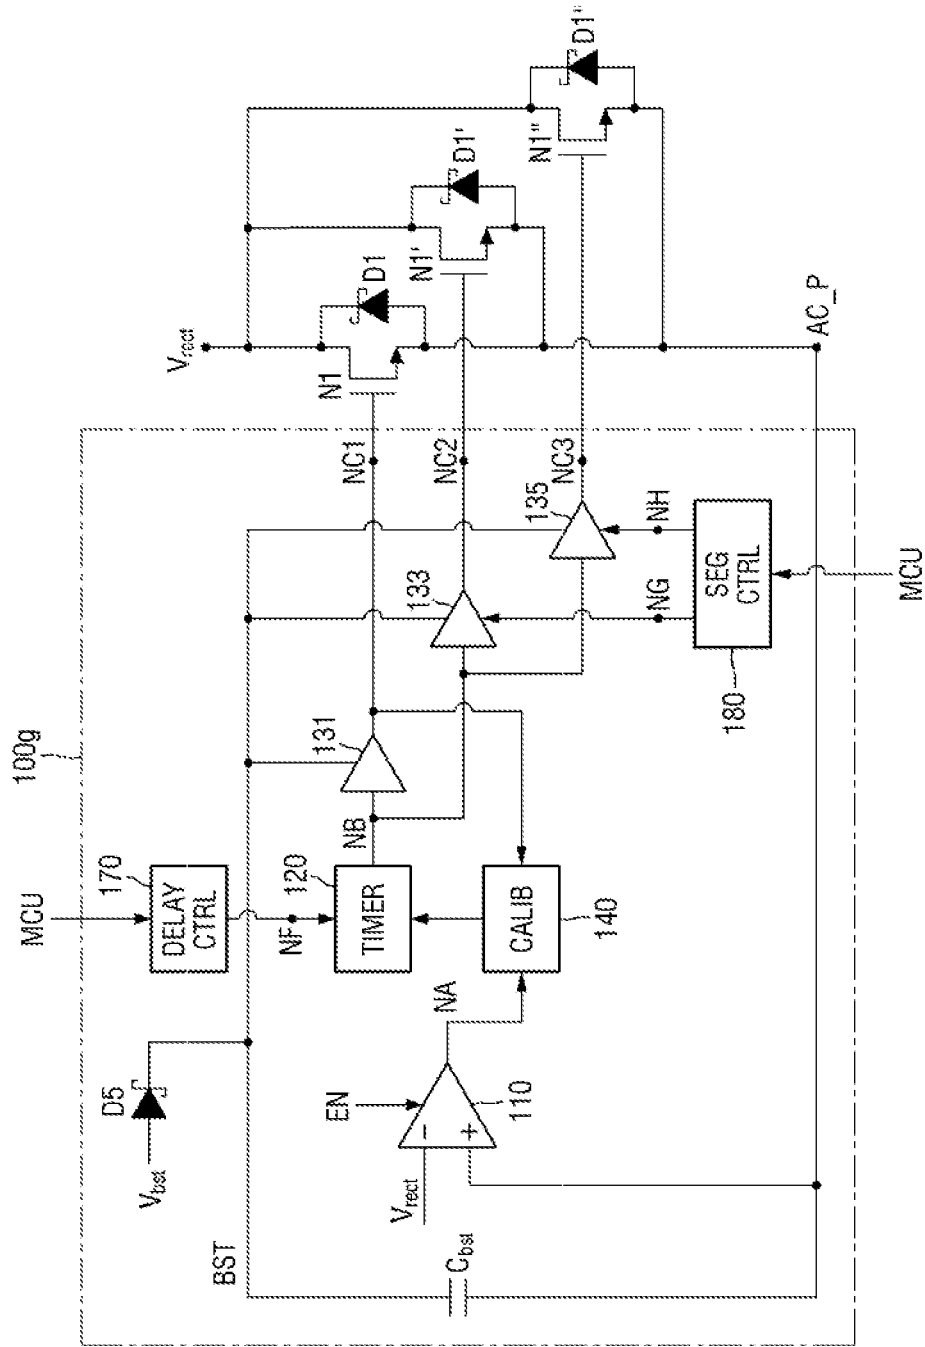 100g
MCU
170
DELAY
CTRL
NF
120
TIMER
NB
131
NC1
N1
D1
Vrect
133
NC2
N1'
D1'
135
NC3
N1"
D1"
D5
Vbst
BST
EN
110
−
+
Vrect
NA
CALIB
140
Cbst
NG
NH
SEG
CTRL
180
MCU
AC_P